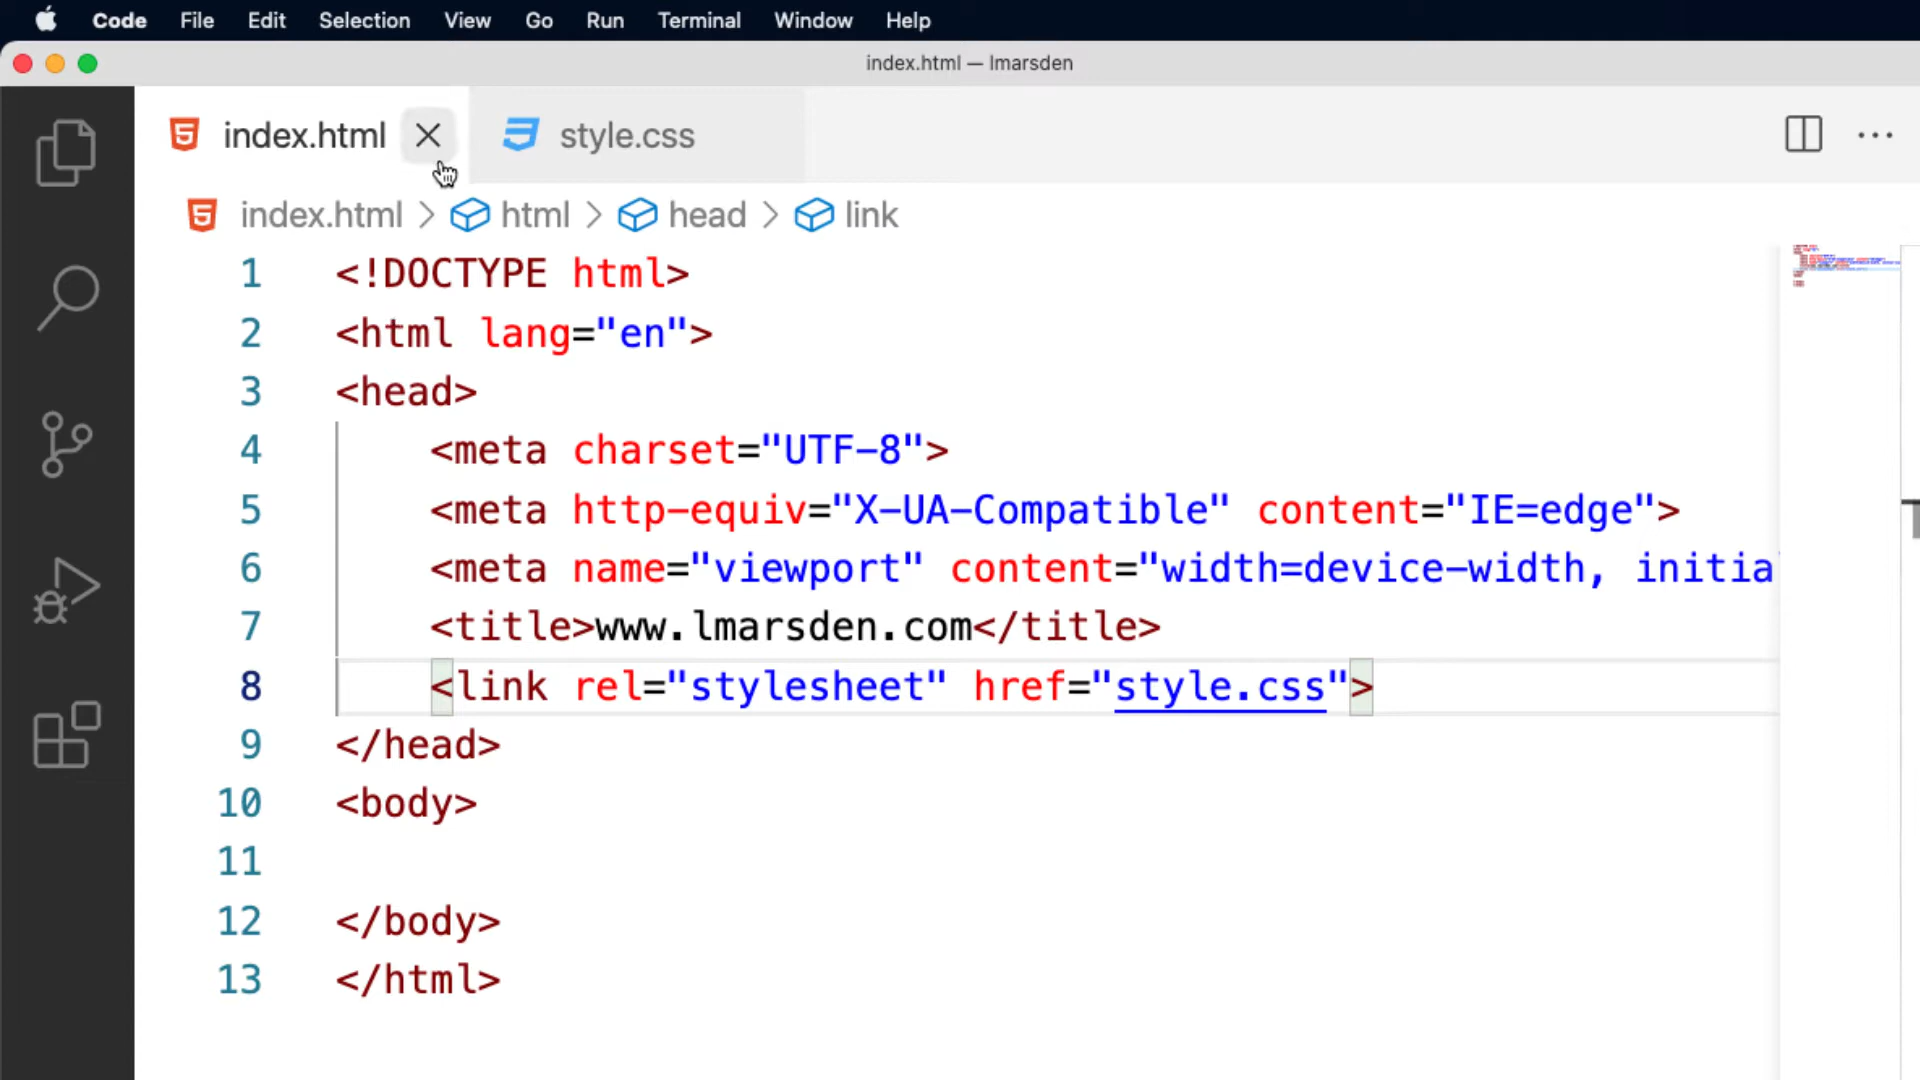 Code File Edit Selection View Go Run Terminal Window Help
index.html — lmarsden
index.html style.css
index.html > html > head > link
1 <!DOCTYPE html>
2 <html lang="en">
3 <head>
4 <meta charset="UTF-8">
5 <meta http-equiv="X-UA-Compatible" content="IE=edge">
6 <meta name="viewport" content="width=device-width, initia
7 <title>www.lmarsden.com</title>
8 <link rel="stylesheet" href="style.css">
9 </head>
10 <body>
11
12 </body>
13 </html>